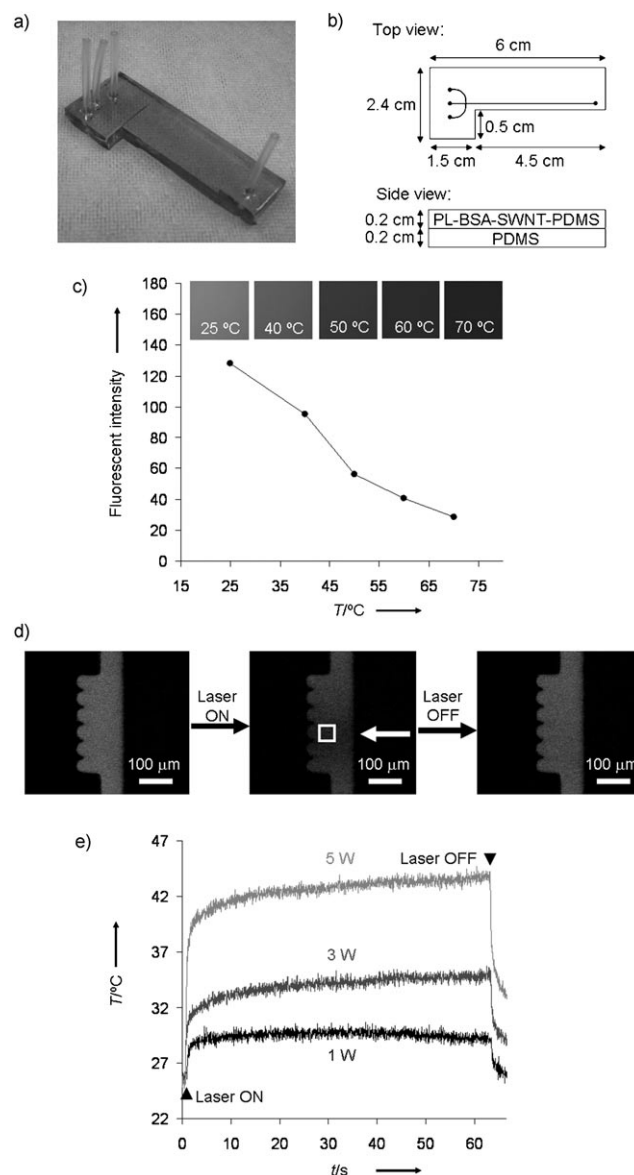 a)
b)
Top view:
6 cm
2.4 cm
0.5 cm
1.5 cm
4.5 cm
Side view:
0.2 cm
PL-BSA-SWNT-PDMS
0.2 cm
PDMS
c)
180
160
140
120
100
80
60
40
20
0
Fluorescent intensity
25 ºC
40 ºC
50 ºC
60 ºC
70 ºC
15
25
35
45
55
65
75
T/ºC
d)
Laser
ON
Laser
OFF
100 µm
100 µm
100 µm
e)
47
42
37
32
27
22
T/ºC
5 W
Laser OFF
3 W
1 W
Laser ON
0
10
20
30
40
50
60
t/s